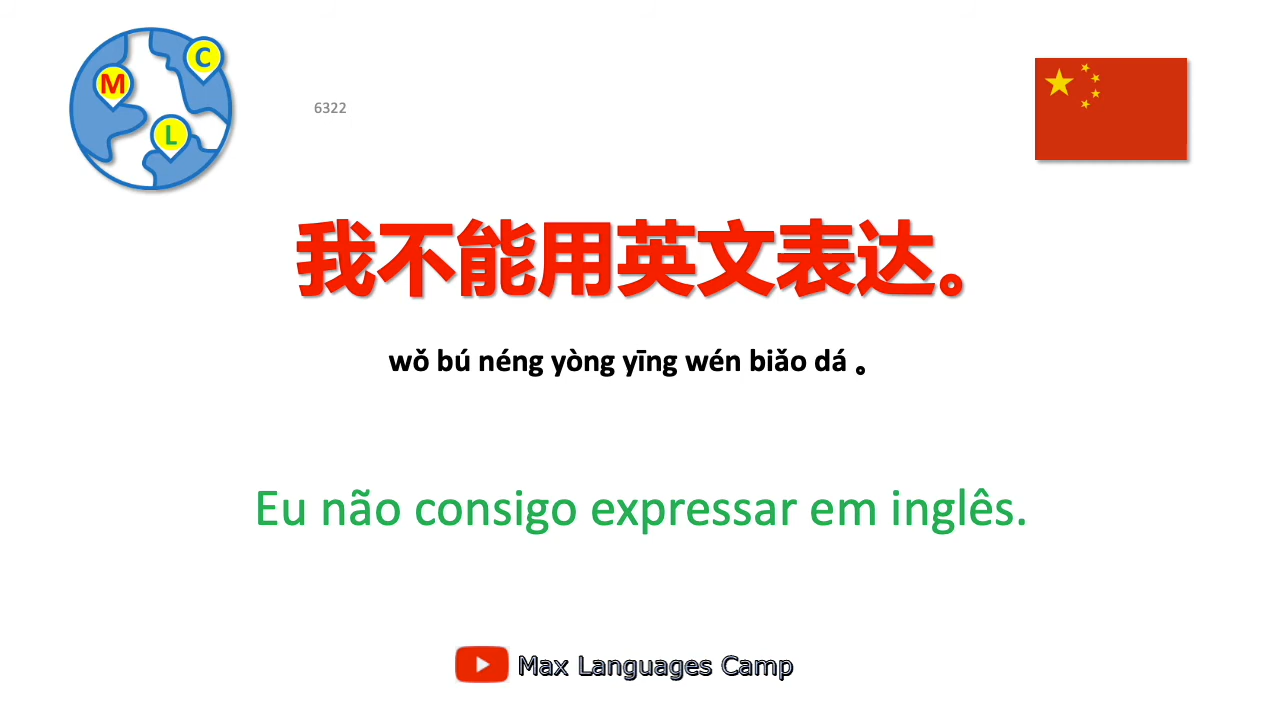 M
C
L
6322
我不能用英文表达。
wǒ bú néng yòng yīng wén biǎo dá 。
Eu não consigo expressar em inglês.
Max Languages Camp